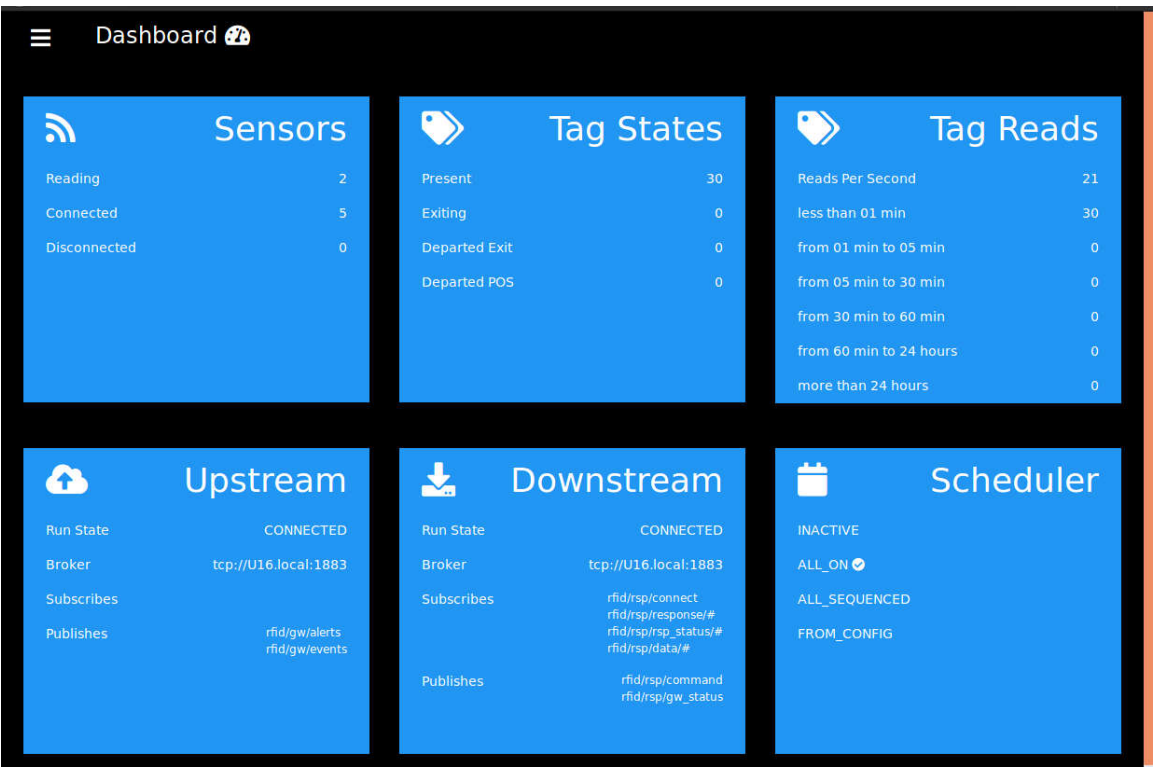 Dashboard
Sensors
Reading 2
Connected 5
Disconnected 0
Tag States
Present 30
Exiting 0
Departed Exit 0
Departed POS 0
Tag Reads
Reads Per Second 21
less than 01 min 30
from 01 min to 05 min 0
from 05 min to 30 min 0
from 30 min to 60 min 0
from 60 min to 24 hours 0
more than 24 hours 0
Upstream
Run State CONNECTED
Broker tcp://U16.local:1883
Subscribes
Publishes rfid/gw/alerts
rfid/gw/events
Downstream
Run State CONNECTED
Broker tcp://U16.local:1883
Subscribes rfid/rsp/connect
rfid/rsp/response/#
rfid/rsp/rsp_status/#
rfid/rsp/data/#
Publishes rfid/rsp/command
rfid/rsp/gw_status
Scheduler
INACTIVE
ALL_ON
ALL_SEQUENCED
FROM_CONFIG